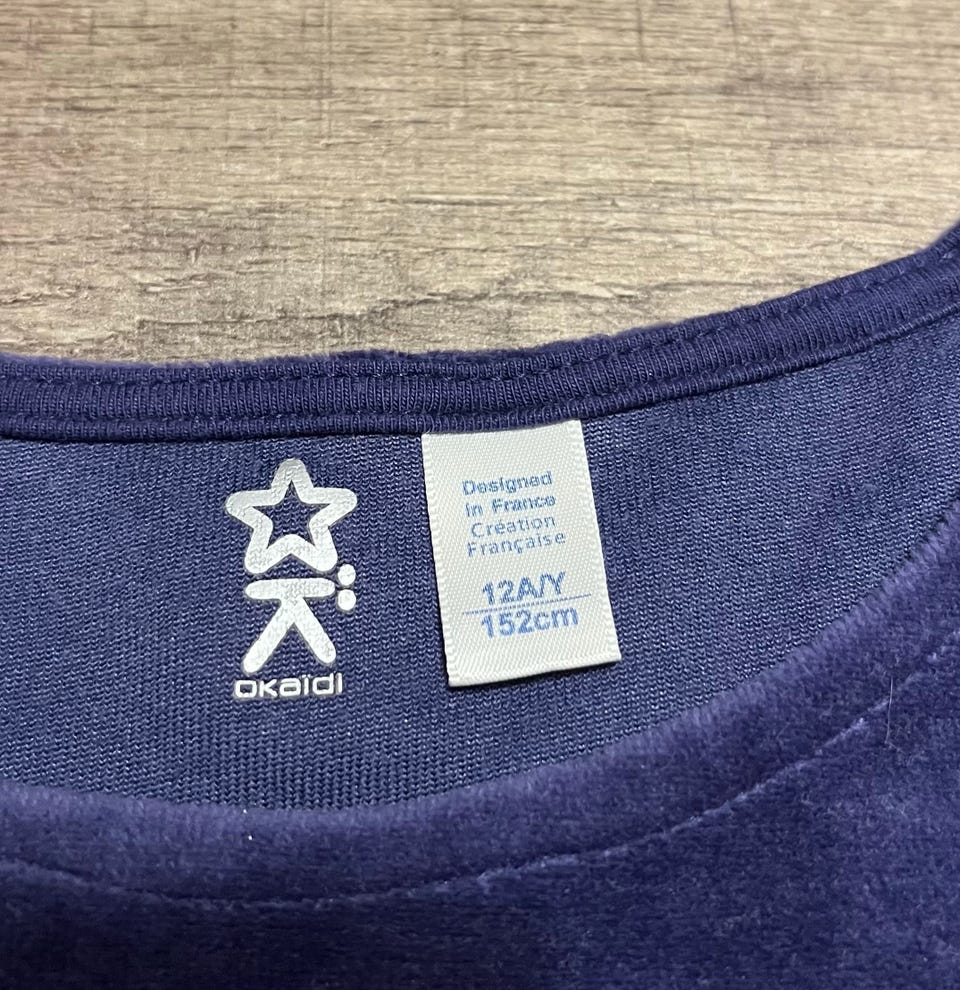 OKaïdi
Designed
in France
Création
Française
12A/Y
152cm